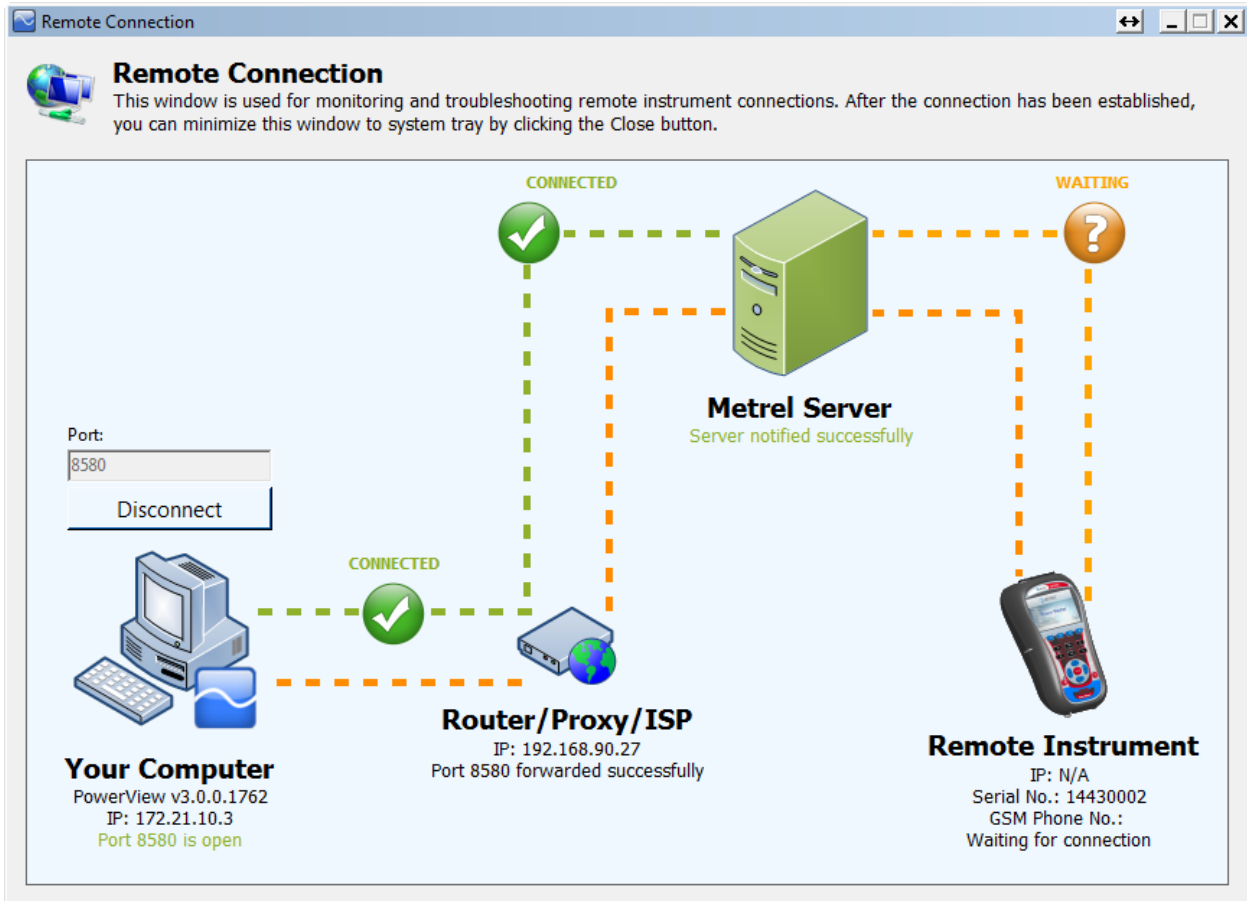 Remote Connection
Remote Connection
This window is used for monitoring and troubleshooting remote instrument connections. After the connection has been established,
you can minimize this window to system tray by clicking the Close button.
CONNECTED
WAITING
Metrel Server
Server notified successfully
Port:
8580
Disconnect
CONNECTED
Router/Proxy/ISP
IP: 192.168.90.27
Port 8580 forwarded successfully
Your Computer
PowerView v3.0.0.1762
IP: 172.21.10.3
Port 8580 is open
Remote Instrument
IP: N/A
Serial No.: 14430002
GSM Phone No.:
Waiting for connection